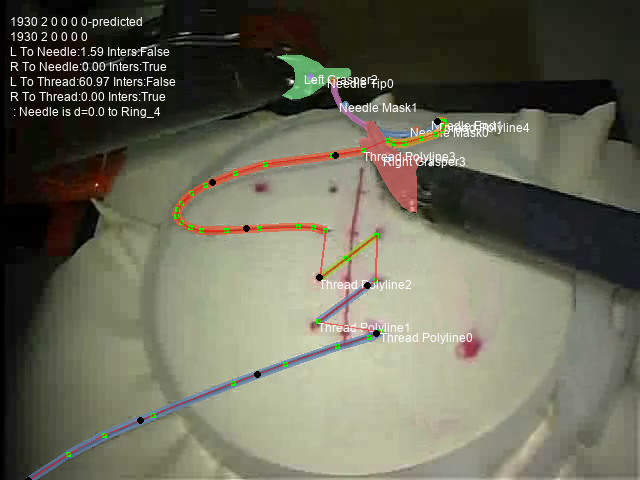 1930 2 0 0 0 0-predicted
1930 2 0 0 0 0
L To Needle:1.59 Inters:False
R To Needle:0.00 Inters:True
L To Thread:60.97 Inters:False
R To Thread:0.00 Inters:True
: Needle is d=0.0 to Ring_4
Left Grasper2
Needle Tip0
Needle Mask1
Needle End1
Thread Polyline4
Needle Mask0
Thread Polyline3
Right Grasper3
Thread Polyline2
Thread Polyline1
Thread Polyline0